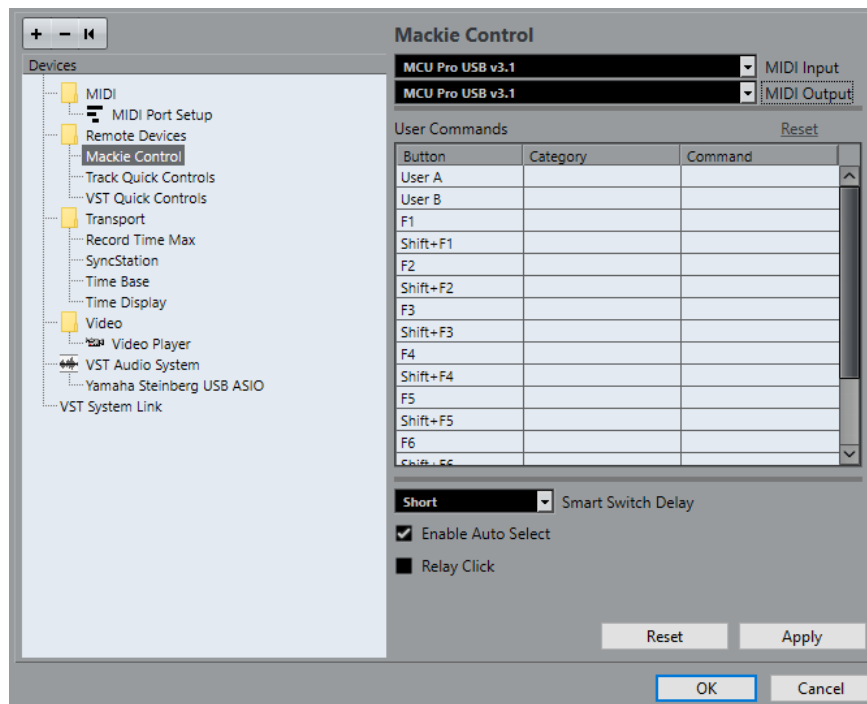 Mackie Control
Devices
MCU Pro USB v3.1 MIDI Input
MCU Pro USB v3.1 MIDI Output
MIDI
MIDI Port Setup
Remote Devices
Mackie Control
Track Quick Controls
VST Quick Controls
Transport
Record Time Max
SyncStation
Time Base
Time Display
Video
Video Player
VST Audio System
Yamaha Steinberg USB ASIO
VST System Link
User Commands Reset
Button Category Command
User A
User B
F1
Shift+F1
F2
Shift+F2
F3
Shift+F3
F4
Shift+F4
F5
Shift+F5
F6
Shift+F6
Short Smart Switch Delay
Enable Auto Select
Relay Click
Reset Apply
OK Cancel